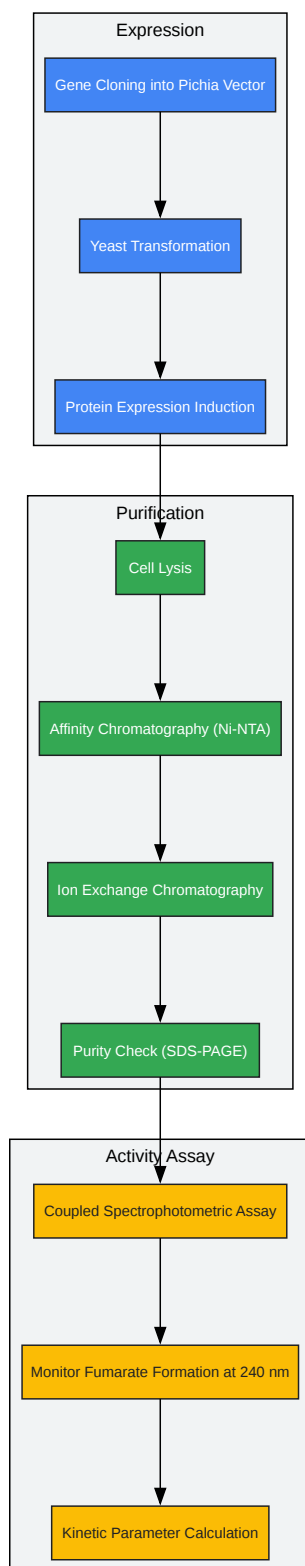 Expression
Gene Cloning into Pichia Vector
Yeast Transformation
Protein Expression Induction
Purification
Cell Lysis
Affinity Chromatography (Ni-NTA)
Ion Exchange Chromatography
Purity Check (SDS-PAGE)
Activity Assay
Coupled Spectrophotometric Assay
Monitor Fumarate Formation at 240 nm
Kinetic Parameter Calculation